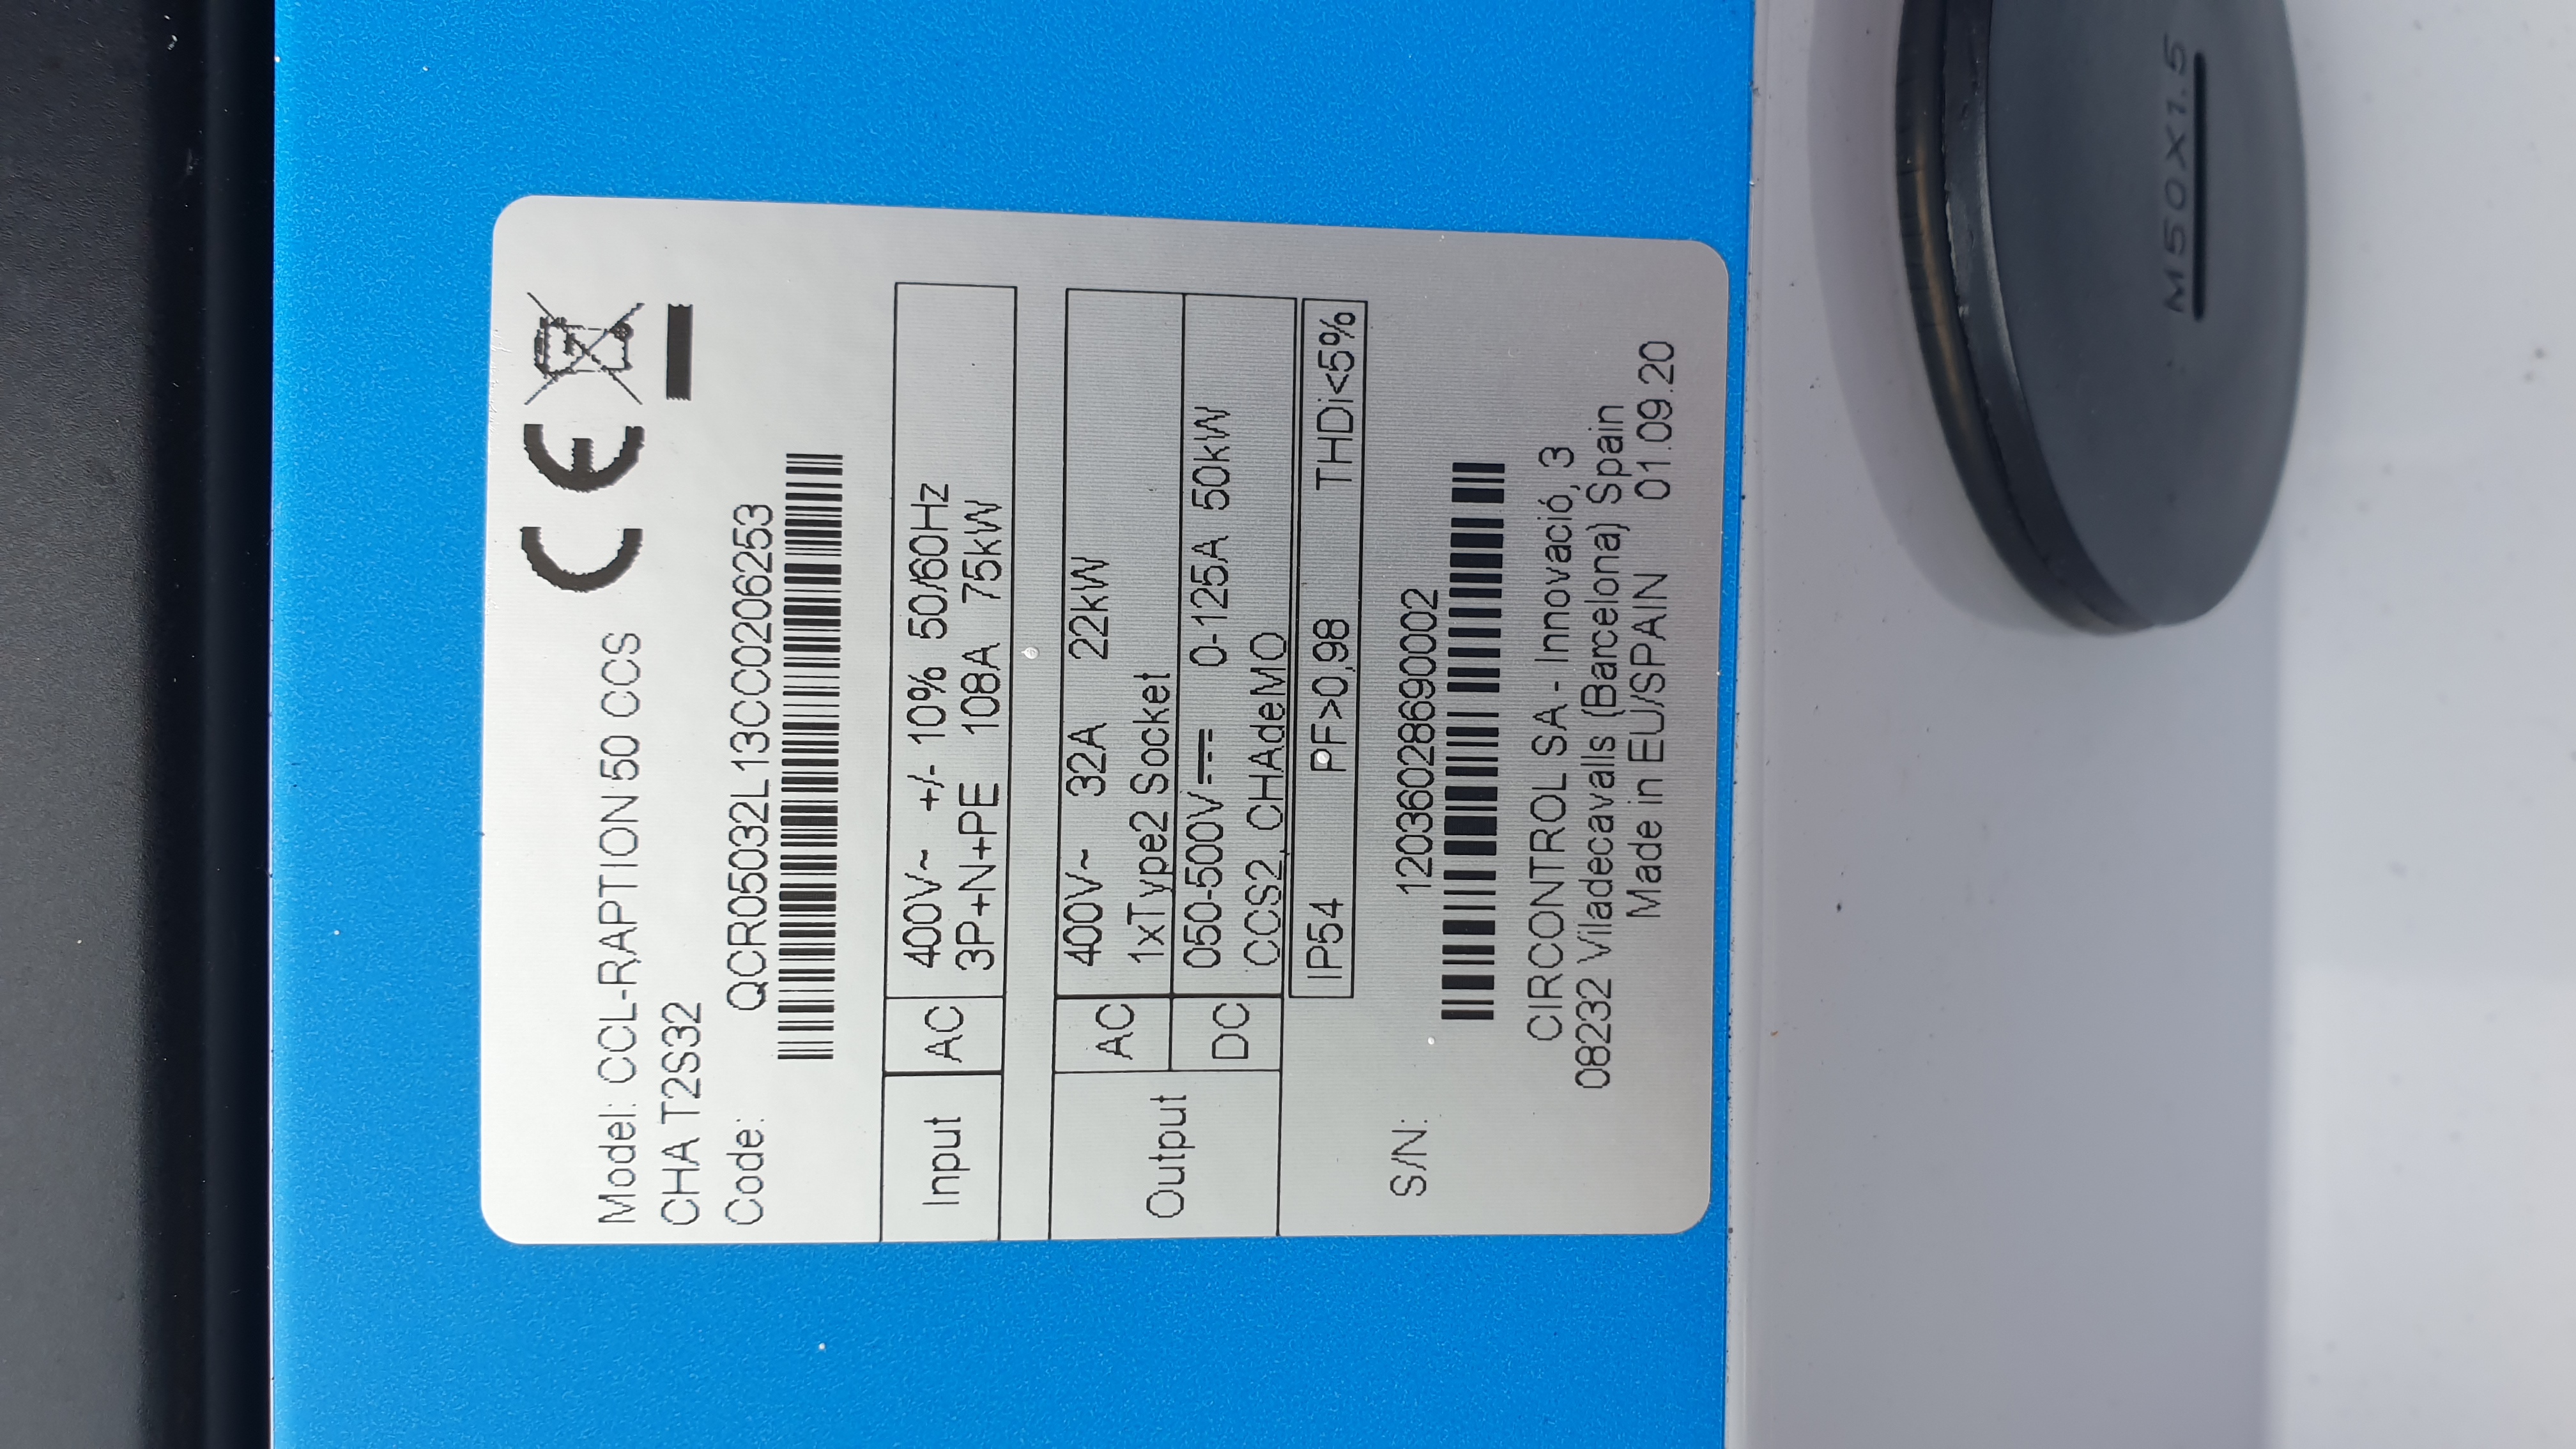 CE
Model: CCL-RAPTION 50 CCS
CHA T2S32
Code: QCR05032L13CC0206253
Input AC 400V~ +/- 10% 50/60Hz
3P+N+PE 108A 75kW
Output AC 400V~ 32A 22kW
1xType2 Socket
DC 050-500V⎓ 0-125A 50kW
CCS2, CHAdeMO
IP54 PF>0,98 THDi<5%
S/N: 12036028690002
CIRCONTROL SA - Innovació, 3
08232 Viladecavalls (Barcelona) Spain
Made in EU/SPAIN 01.09.20
M50X1.5